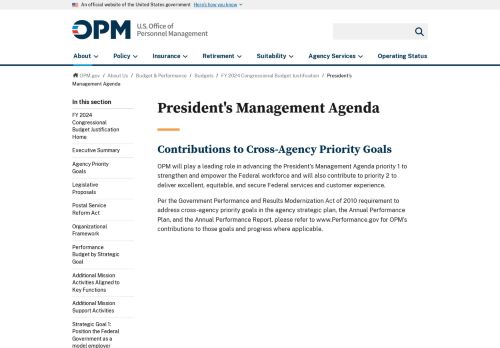 An official website of the United States government Here's how you know
OPM U.S. Office of
Personnel Management
About Policy Insurance Retirement Suitability Agency Services Operating Status
OPM.gov / About Us / Budget & Performance / Budgets / FY 2024 Congressional Budget Justification / President's
Management Agenda
In this section
FY 2024
Congressional
Budget Justification
Home
Executive Summary
Agency Priority
Goals
Legislative
Proposals
Postal Service
Reform Act
Organizational
Framework
Performance
Budget by Strategic
Goal
Additional Mission
Activities Aligned to
Key Functions
Additional Mission
Support Activities
Strategic Goal 1:
Position the Federal
Government as a
model employer
President's Management Agenda
Contributions to Cross-Agency Priority Goals
OPM will play a leading role in advancing the President's Management Agenda priority 1 to
strengthen and empower the Federal workforce and will also contribute to priority 2 to
deliver excellent, equitable, and secure Federal services and customer experience.
Per the Government Performance and Results Modernization Act of 2010 requirement to
address cross-agency priority goals in the agency strategic plan, the Annual Performance
Plan, and the Annual Performance Report, please refer to www.Performance.gov for OPM's
contributions to those goals and progress where applicable.